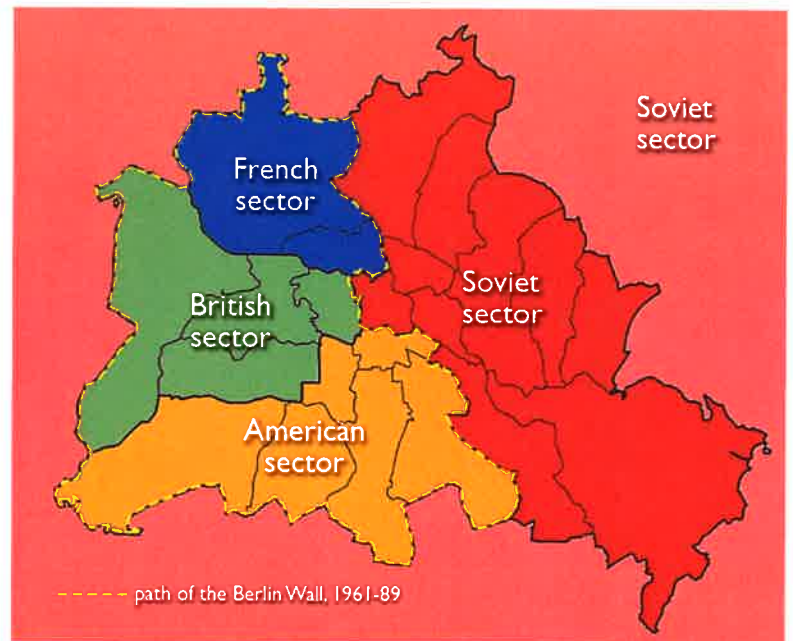 Soviet
sector
French
sector
Soviet
sector
British
sector
American
sector
path of the Berlin Wall, 1961-89